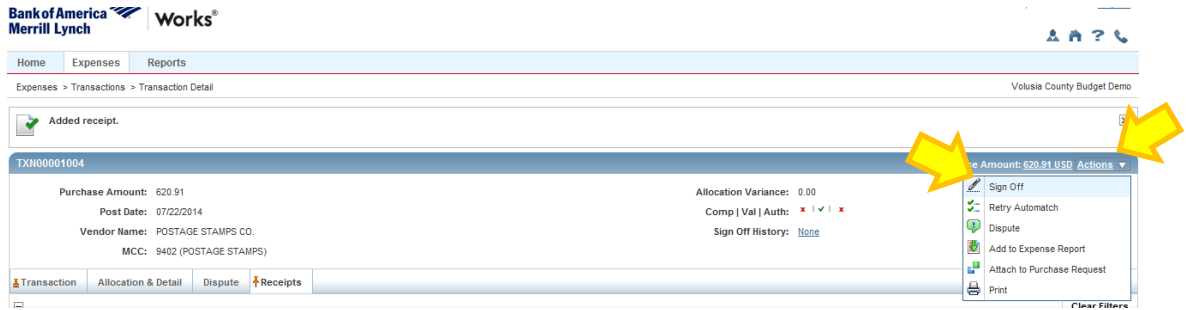 Bank of America
Merrill Lynch
Works®
Home Expenses Reports
Expenses > Transactions > Transaction Detail
Volusia County Budget Demo
Added receipt.
TXN00001004
Amount: 620.91 USD Actions
Purchase Amount: 620.91
Allocation Variance: 0.00
Sign Off
Post Date: 07/22/2014
Comp | Val | Auth: x | ✓ | x
Retry Automatch
Vendor Name: POSTAGE STAMPS CO.
Sign Off History: None
Dispute
MCC: 9402 (POSTAGE STAMPS)
Add to Expense Report
Attach to Purchase Request
Transaction Allocation & Detail Dispute Receipts
Print
Clear Filters